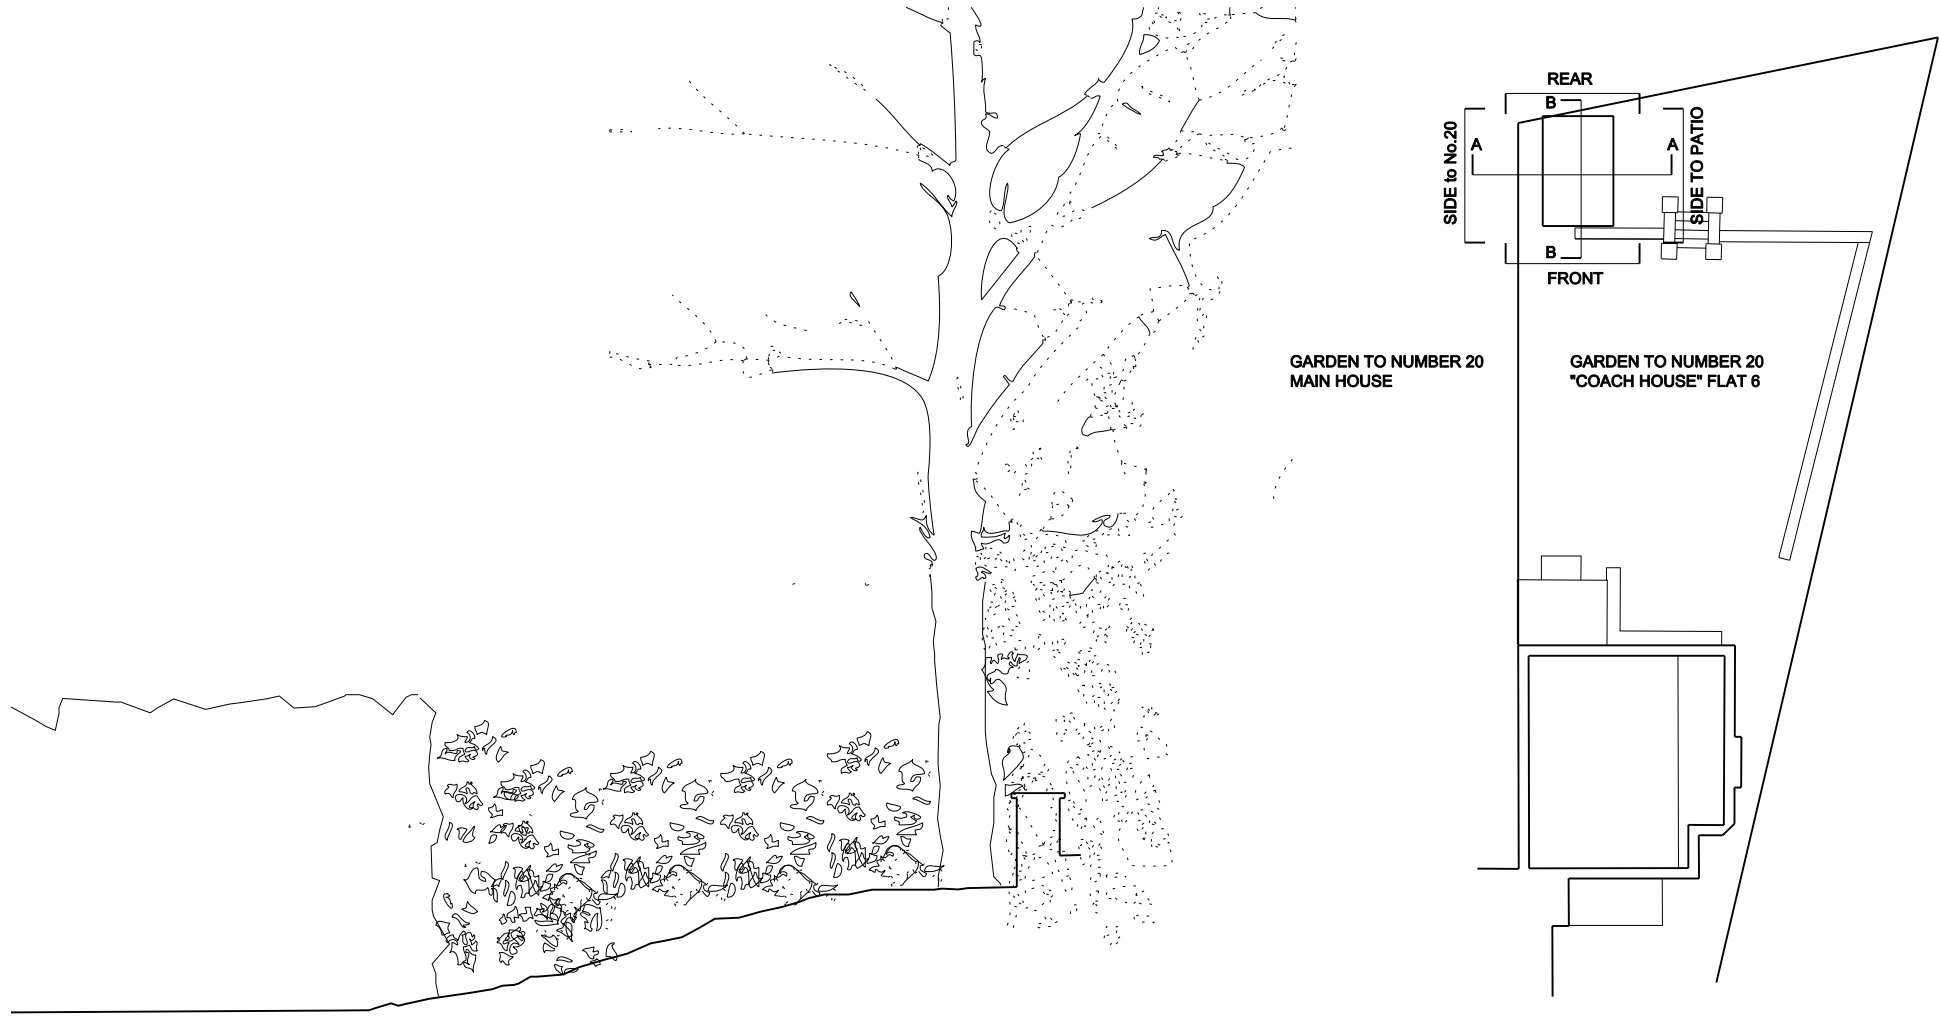 REAR
B
SIDE to No.20
A
A
SIDE TO PATIO
B
FRONT
GARDEN TO NUMBER 20
MAIN HOUSE
GARDEN TO NUMBER 20
"COACH HOUSE" FLAT 6